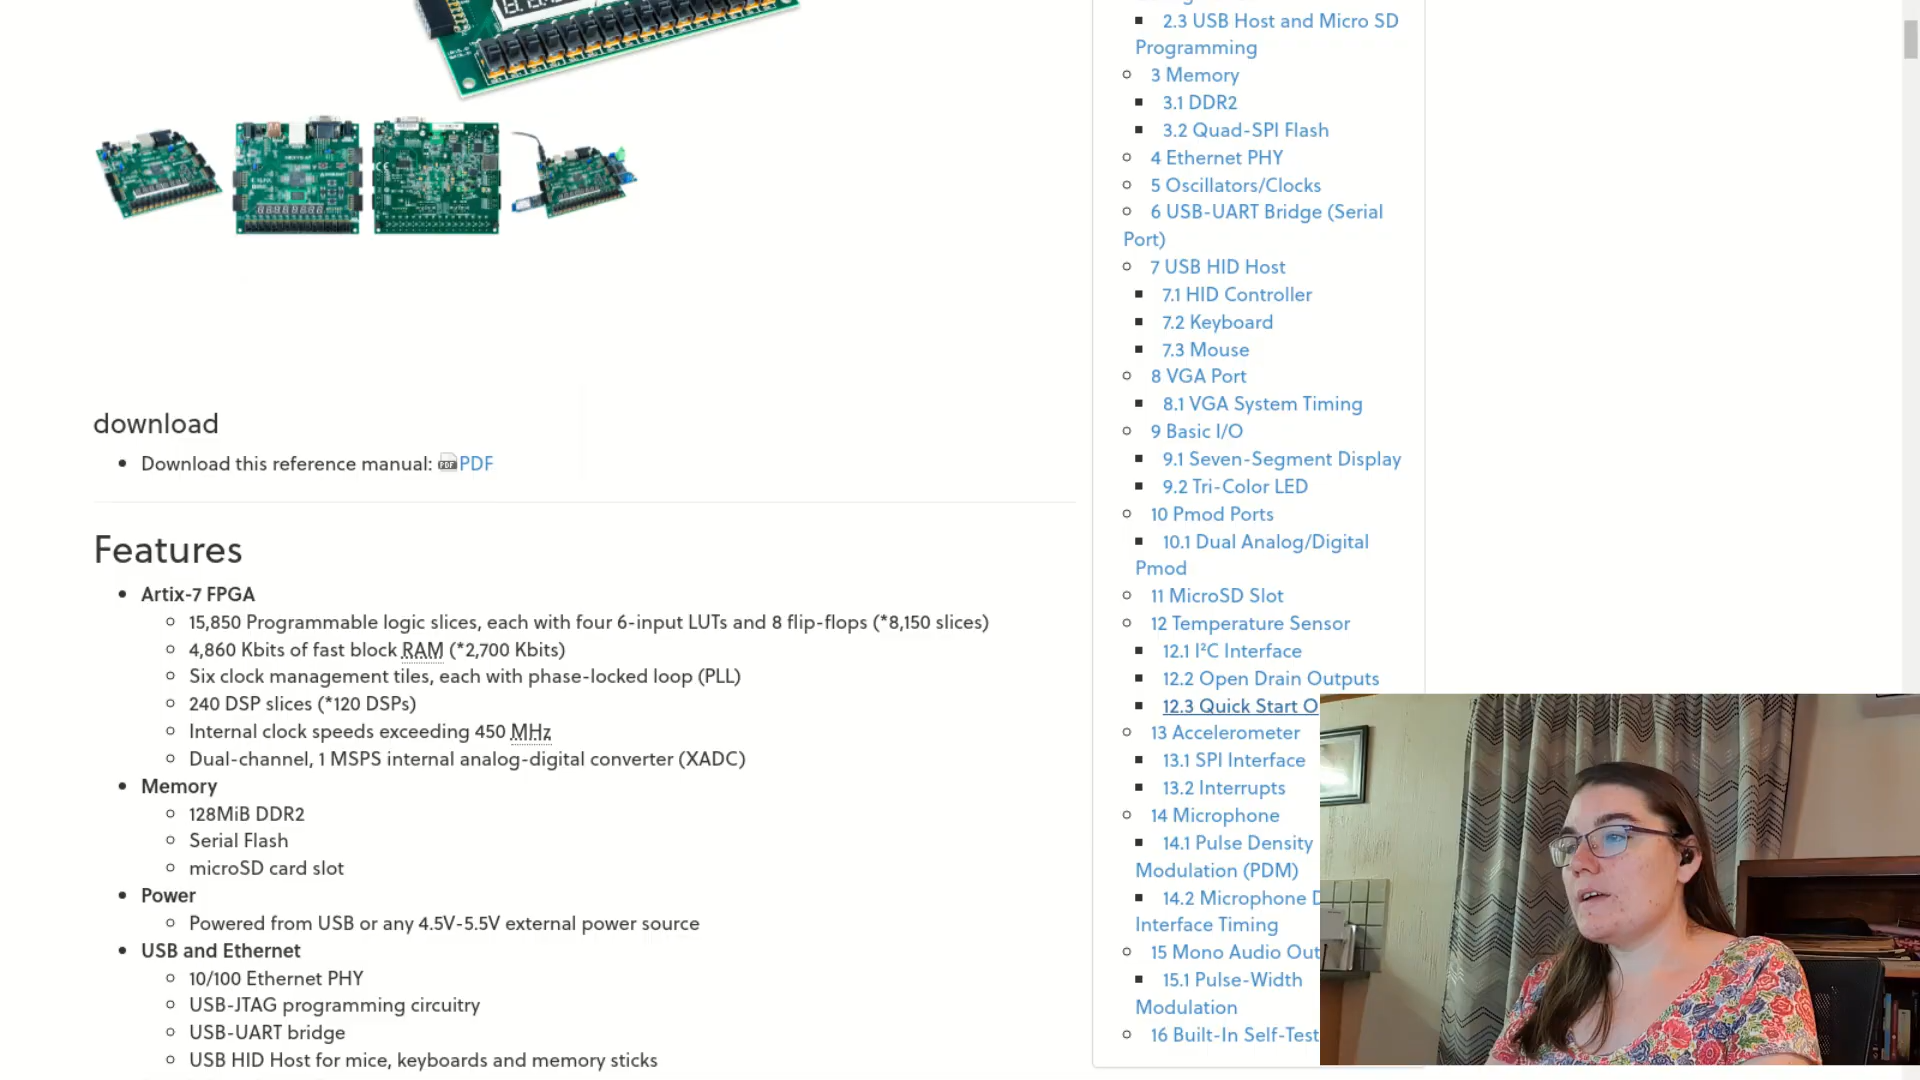 download
• Download this reference manual: PDF
Features
• Artix-7 FPGA
○ 15,850 Programmable logic slices, each with four 6-input LUTs and 8 flip-flops (*8,150 slices)
○ 4,860 Kbits of fast block RAM (*2,700 Kbits)
○ Six clock management tiles, each with phase-locked loop (PLL)
○ 240 DSP slices (*120 DSPs)
○ Internal clock speeds exceeding 450 MHz
○ Dual-channel, 1 MSPS internal analog-digital converter (XADC)
• Memory
○ 128MiB DDR2
○ Serial Flash
○ microSD card slot
• Power
○ Powered from USB or any 4.5V-5.5V external power source
• USB and Ethernet
○ 10/100 Ethernet PHY
○ USB-JTAG programming circuitry
○ USB-UART bridge
○ USB HID Host for mice, keyboards and memory sticks
▪ 2.3 USB Host and Micro SD
Programming
○ 3 Memory
▪ 3.1 DDR2
▪ 3.2 Quad-SPI Flash
○ 4 Ethernet PHY
○ 5 Oscillators/Clocks
○ 6 USB-UART Bridge (Serial
Port)
○ 7 USB HID Host
▪ 7.1 HID Controller
▪ 7.2 Keyboard
▪ 7.3 Mouse
○ 8 VGA Port
▪ 8.1 VGA System Timing
○ 9 Basic I/O
▪ 9.1 Seven-Segment Display
▪ 9.2 Tri-Color LED
○ 10 Pmod Ports
▪ 10.1 Dual Analog/Digital
Pmod
○ 11 MicroSD Slot
○ 12 Temperature Sensor
▪ 12.1 I²C Interface
▪ 12.2 Open Drain Outputs
▪ 12.3 Quick Start O
○ 13 Accelerometer
▪ 13.1 SPI Interface
▪ 13.2 Interrupts
○ 14 Microphone
▪ 14.1 Pulse Density
Modulation (PDM)
▪ 14.2 Microphone D
Interface Timing
○ 15 Mono Audio Out
▪ 15.1 Pulse-Width
Modulation
○ 16 Built-In Self-Test